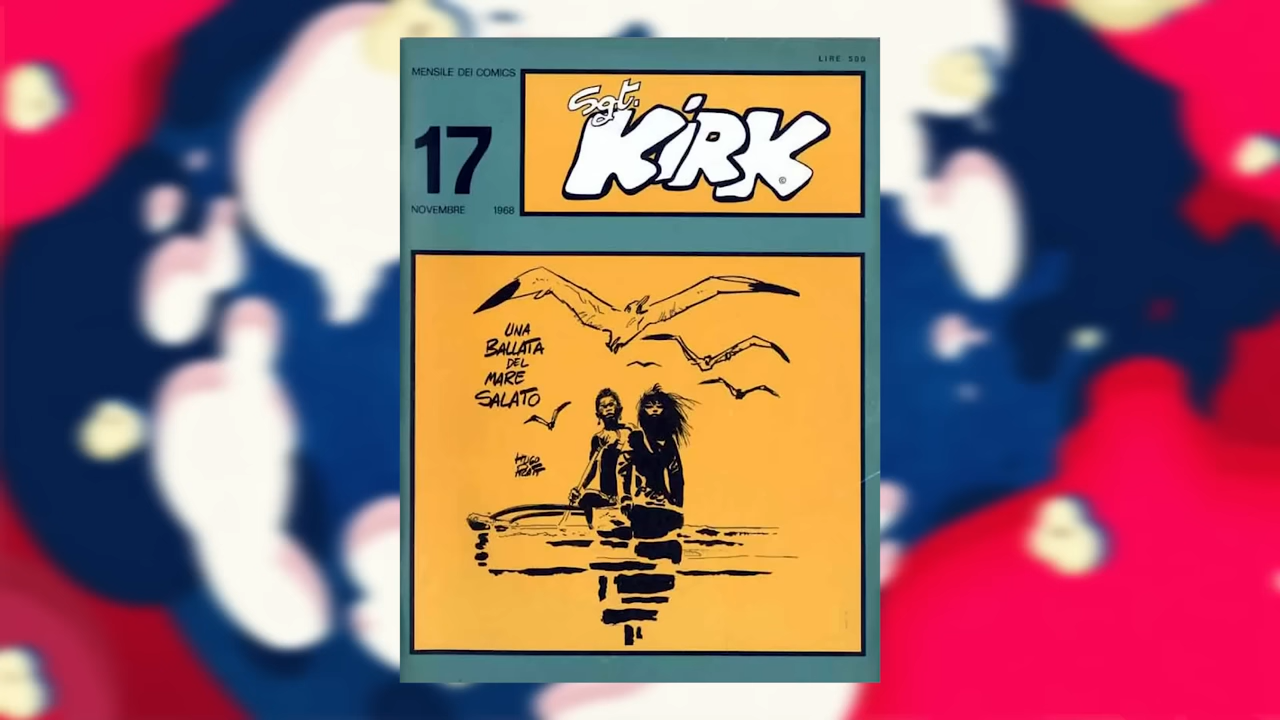 LIRE 500
MENSILE DEI COMICS
Sgt.
KIRK
©
17
NOVEMBRE 1968
UNA
BALLATA
DEL
MARE
SALATO
HUGO
PRATT